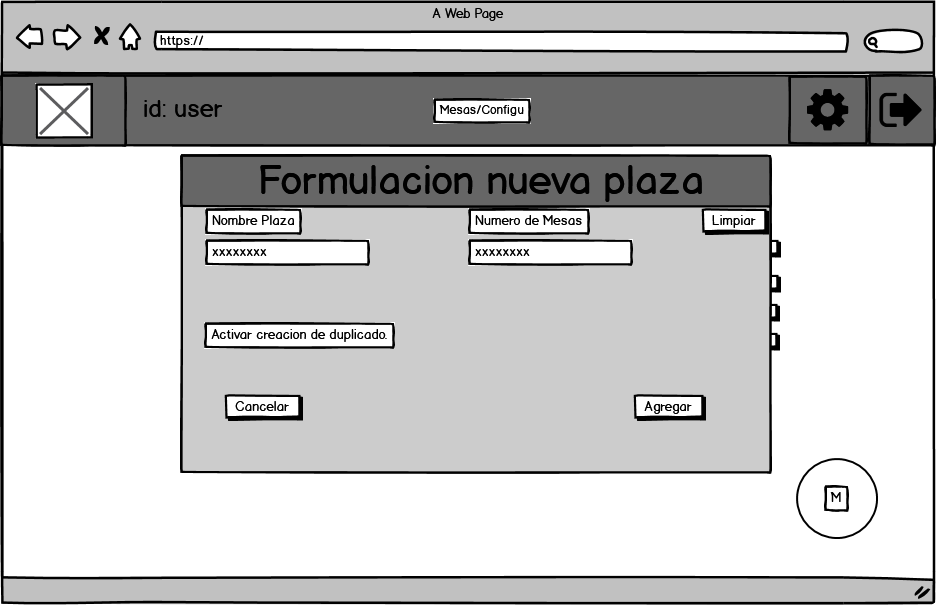 A Web Page
https://
id: user
Mesas/Configu
Formulacion nueva plaza
Nombre Plaza
Numero de Mesas
Limpiar
xxxxxxxx
xxxxxxxx
Activar creacion de duplicado.
Cancelar
Agregar
M